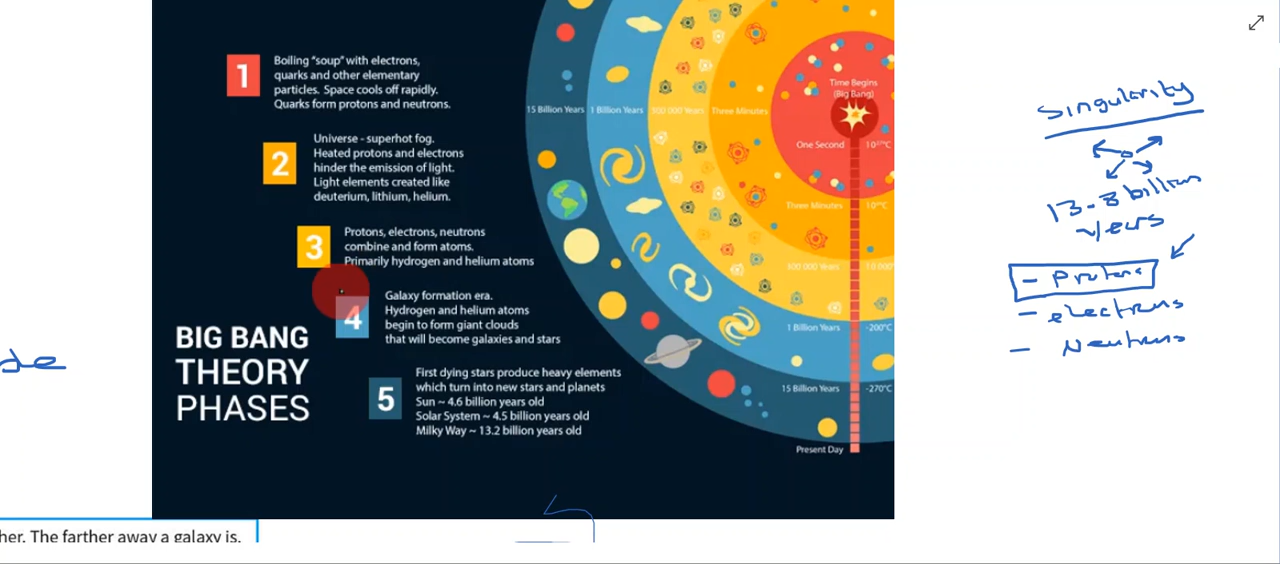 1
Boiling "soup" with electrons,
quarks and other elementary
particles. Space cools off rapidly.
Quarks form protons and neutrons.
2
Universe - superhot fog.
Heated protons and electrons
hinder the emission of light.
Light elements created like
deuterium, lithium, helium.
3
Protons, electrons, neutrons
combine and form atoms.
Primarily hydrogen and helium atoms
4
Galaxy formation era.
Hydrogen and helium atoms
begin to form giant clouds
that will become galaxies and stars
5
First dying stars produce heavy elements
which turn into new stars and planets
Sun ~ 4.6 billion years old
Solar System ~ 4.5 billion years old
Milky Way ~ 13.2 billion years old
BIG BANG
THEORY
PHASES
Time Begins
(Big Bang)
15 Billion Years
1 Billion Years
300 000 Years
Three Minutes
One Second
Three Minutes
300 000 Years
1 Billion Years
-200°C
15 Billion Years
-270°C
Present Day
Singularity
13-8 billion
years
- Protons
- electrons
- Neutrons
her. The farther away a galaxy is,